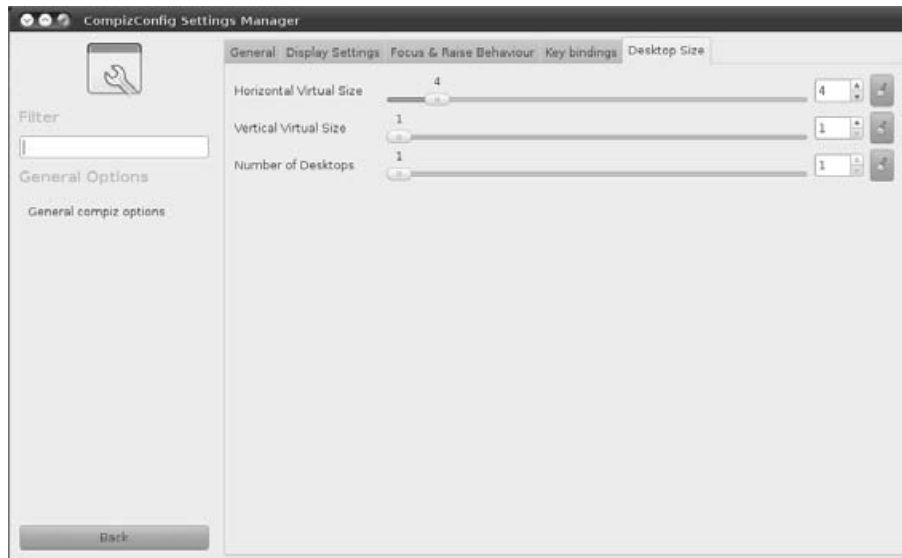 CompizConfig Settings Manager
General Display Settings Focus & Raise Behaviour Key bindings Desktop Size
Filter
General Options
General compiz options
Horizontal Virtual Size 4 4
Vertical Virtual Size 1 1
Number of Desktops 1 1
Back